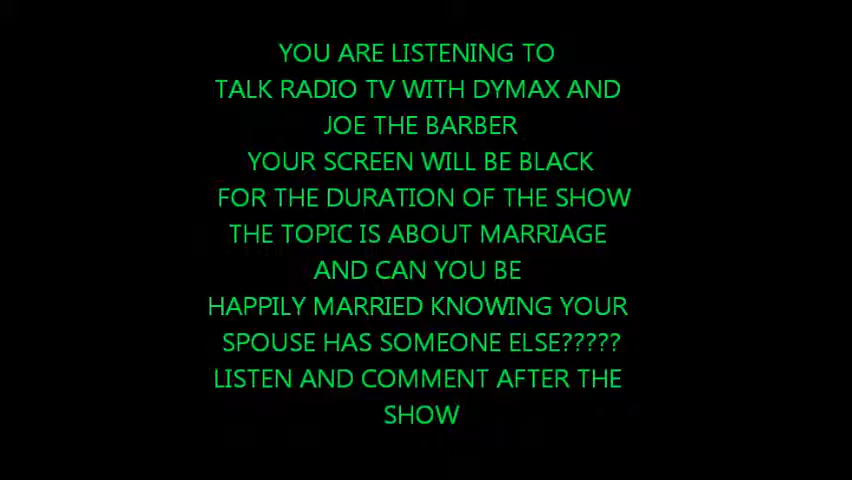 YOU ARE LISTENING TO
TALK RADIO TV WITH DYMAX AND
JOE THE BARBER
YOUR SCREEN WILL BE BLACK
FOR THE DURATION OF THE SHOW
THE TOPIC IS ABOUT MARRIAGE
AND CAN YOU BE
HAPPILY MARRIED KNOWING YOUR
SPOUSE HAS SOMEONE ELSE?????
LISTEN AND COMMENT AFTER THE
SHOW